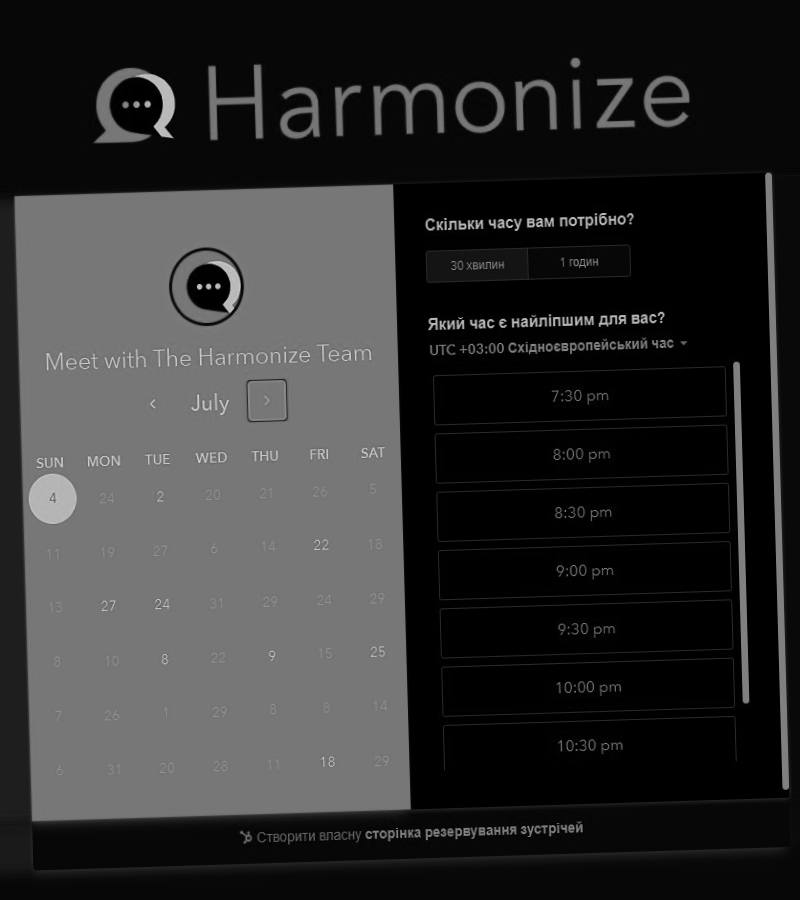 Harmonize
Meet with The Harmonize Team
July
SUN MON TUE WED THU FRI SAT
4 24 2 20 21 26 5
11 19 27 6 14 22 18
13 27 24 31 29 24 29
8 10 8 22 9 15 25
7 26 1 29 8 8 14
6 31 20 28 11 18 29
Скільки часу вам потрібно?
30 хвилин 1 годин
Який час є найліпшим для вас?
UTC +03:00 Східноєвропейський час
7:30 pm
8:00 pm
8:30 pm
9:00 pm
9:30 pm
10:00 pm
10:30 pm
Створити власну сторінка резервування зустрічей